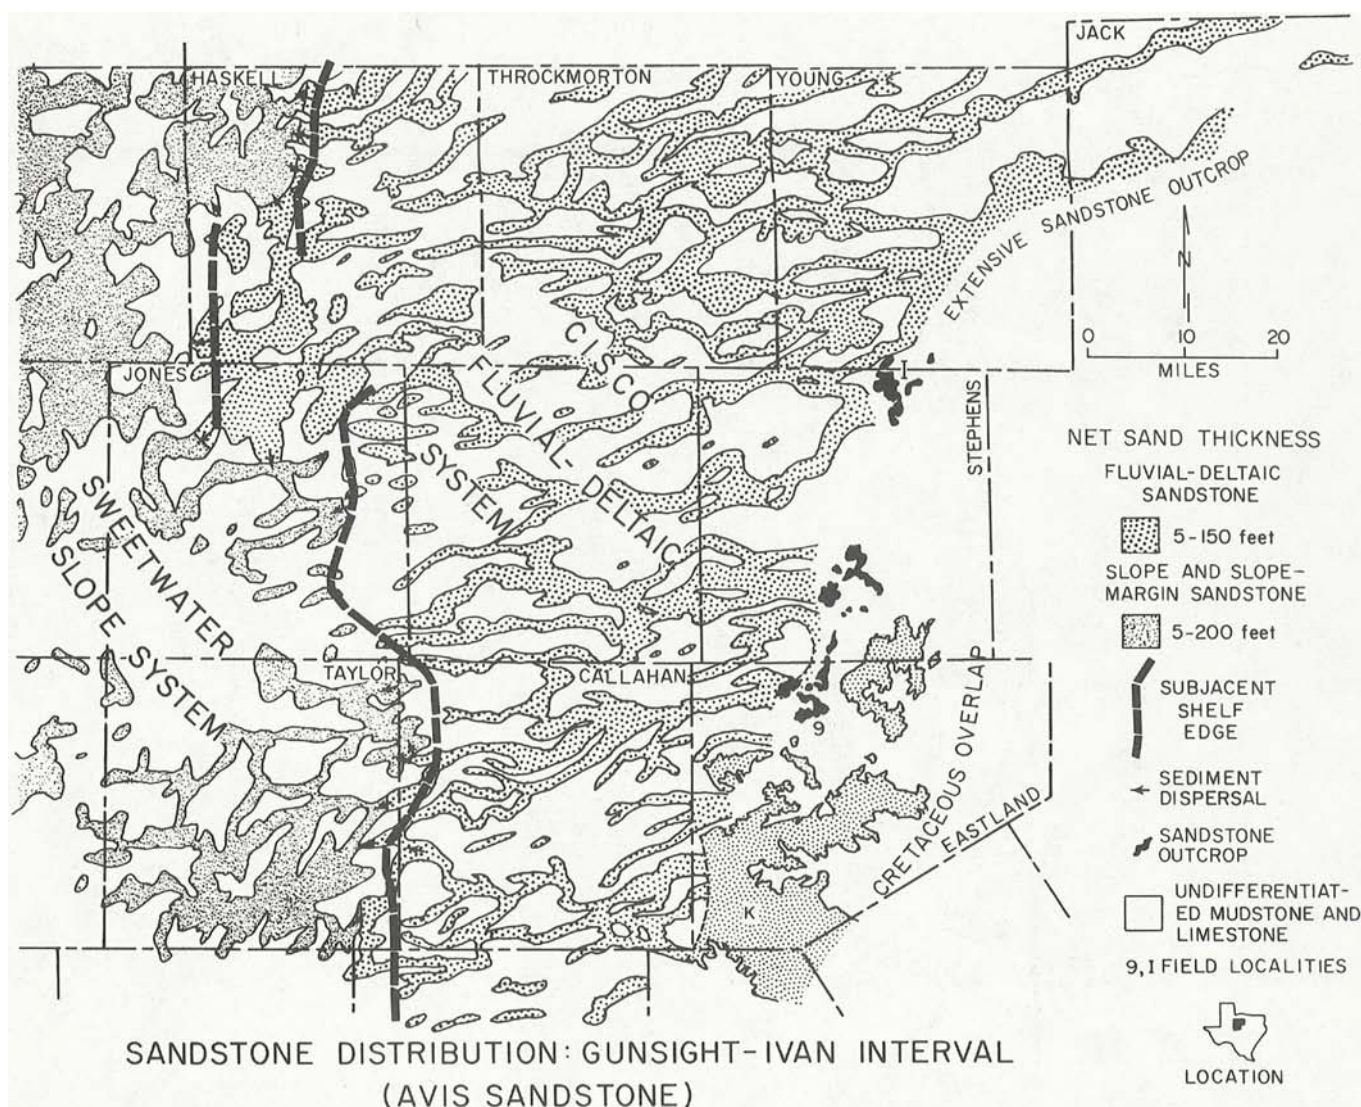 HASKELL
THROCKMORTON
YOUNG
JACK
EXTENSIVE SANDSTONE OUTCROP
N
0 10 20
MILES
JONES
CISCO
FLUVIAL-DELTAIC
SYSTEM
I
STEPHENS
SWEETWATER
SLOPE SYSTEM
TAYLOR
CALLAHAN
9
CRETACEOUS OVERLAP
EASTLAND
K
NET SAND THICKNESS
FLUVIAL-DELTAIC
SANDSTONE
5-150 feet
SLOPE AND SLOPE-
MARGIN SANDSTONE
5-200 feet
SUBJACENT
SHELF
EDGE
SEDIMENT
DISPERSAL
SANDSTONE
OUTCROP
UNDIFFERENTIAT-
ED MUDSTONE AND
LIMESTONE
9,I FIELD LOCALITIES
LOCATION
SANDSTONE DISTRIBUTION: GUNSIGHT-IVAN INTERVAL
(AVIS SANDSTONE)